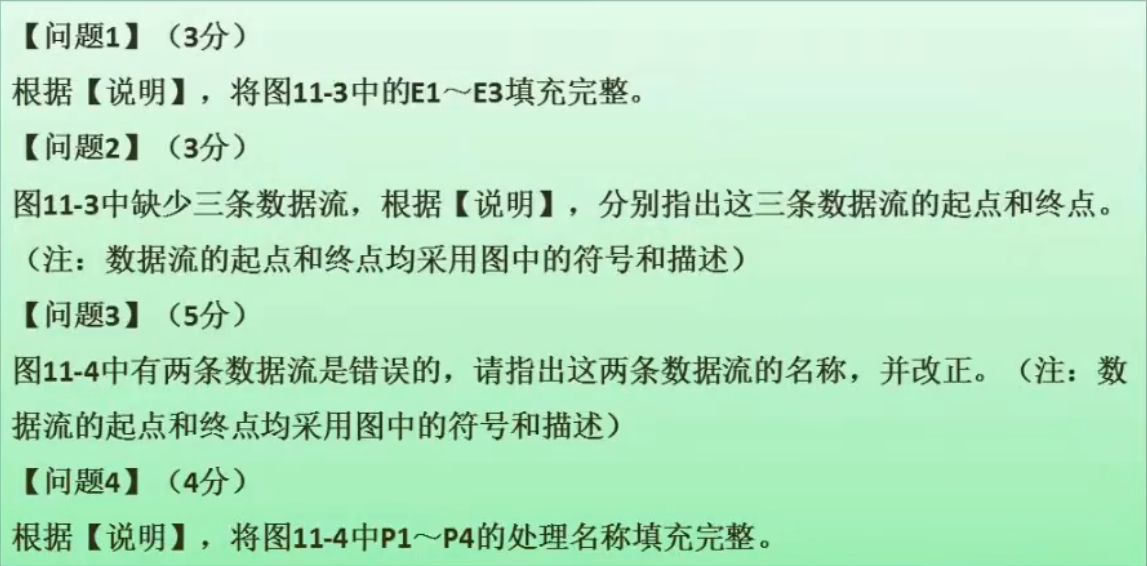 【问题1】（3分）
根据【说明】，将图11-3中的E1～E3填充完整。
【问题2】（3分）
图11-3中缺少三条数据流，根据【说明】，分别指出这三条数据流的起点和终点。
（注：数据流的起点和终点均采用图中的符号和描述）
【问题3】（5分）
图11-4中有两条数据流是错误的，请指出这两条数据流的名称，并改正。（注：数
据流的起点和终点均采用图中的符号和描述）
【问题4】（4分）
根据【说明】，将图11-4中P1～P4的处理名称填充完整。